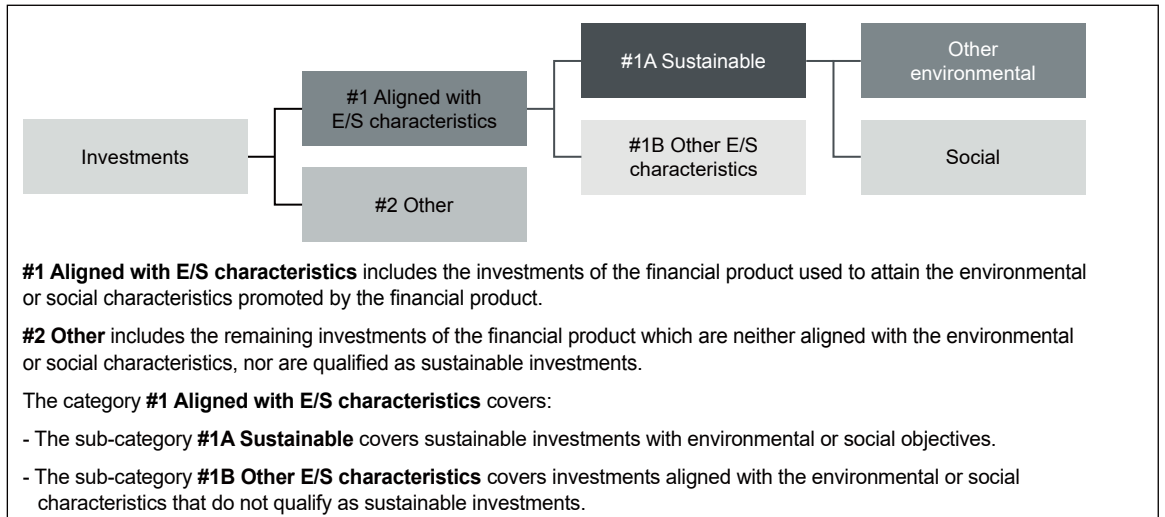 Investments
#1 Aligned with
E/S characteristics
#2 Other
#1A Sustainable
#1B Other E/S
characteristics
Other
environmental
Social
#1 Aligned with E/S characteristics includes the investments of the financial product used to attain the environmental
or social characteristics promoted by the financial product.
#2 Other includes the remaining investments of the financial product which are neither aligned with the environmental
or social characteristics, nor are qualified as sustainable investments.
The category #1 Aligned with E/S characteristics covers:
- The sub-category #1A Sustainable covers sustainable investments with environmental or social objectives.
- The sub-category #1B Other E/S characteristics covers investments aligned with the environmental or social
characteristics that do not qualify as sustainable investments.